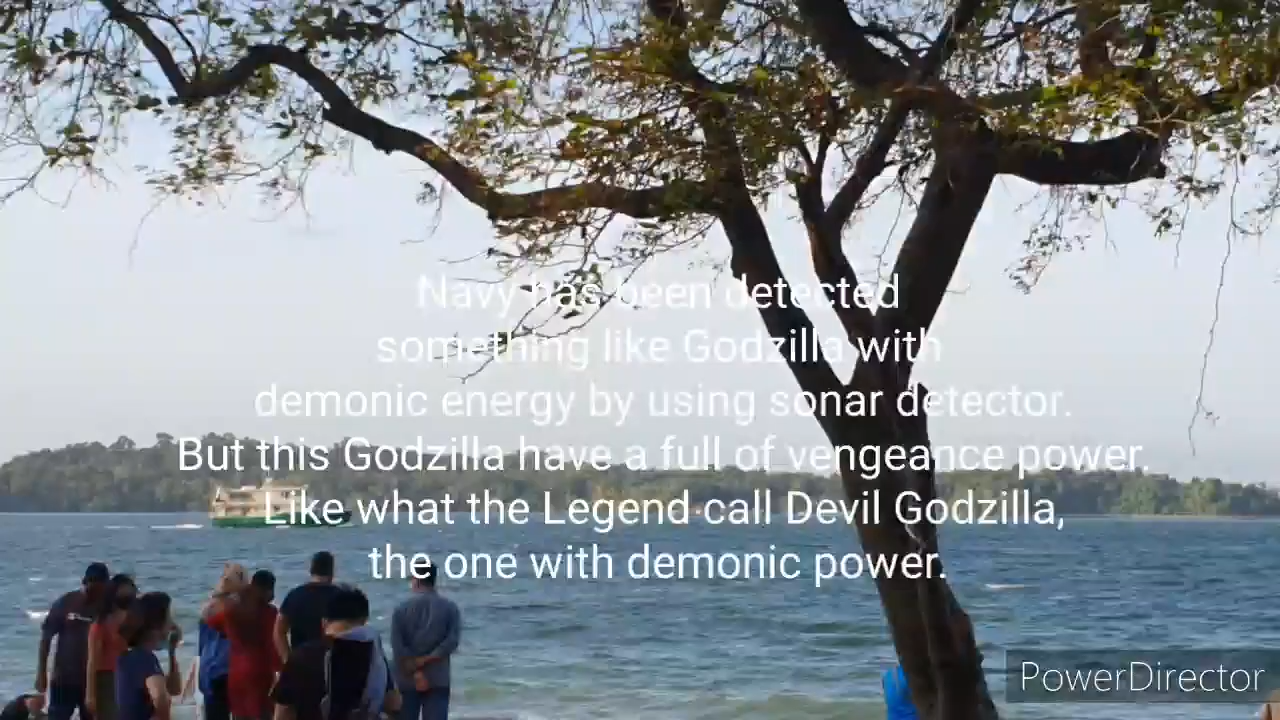 Navy has been detected
something like Godzilla with
demonic energy by using sonar detector.
But this Godzilla have a full of vengeance power.
Like what the Legend call Devil Godzilla,
the one with demonic power.
PowerDirector